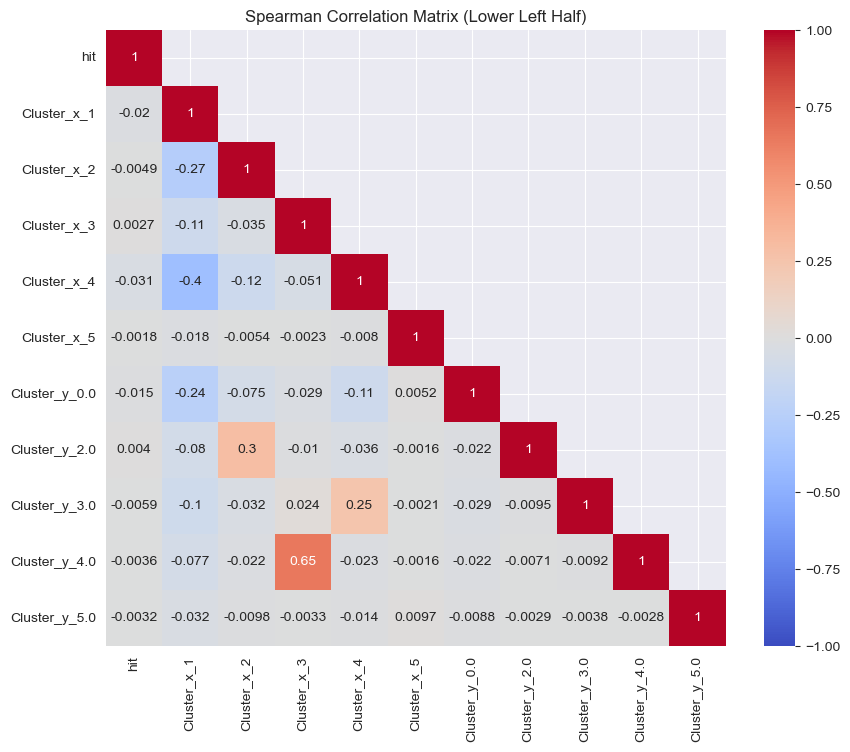 Spearman Correlation Matrix (Lower Left Half)
hit 1
Cluster_x_1 -0.02 1
Cluster_x_2 -0.0049 -0.27 1
Cluster_x_3 0.0027 -0.11 -0.035 1
Cluster_x_4 -0.031 -0.4 -0.12 -0.051 1
Cluster_x_5 -0.0018 -0.018 -0.0054 -0.0023 -0.008 1
Cluster_y_0.0 -0.015 -0.24 -0.075 -0.029 -0.11 0.0052 1
Cluster_y_2.0 0.004 -0.08 0.3 -0.01 -0.036 -0.0016 -0.022 1
Cluster_y_3.0 -0.0059 -0.1 -0.032 0.024 0.25 -0.0021 -0.029 -0.0095 1
Cluster_y_4.0 -0.0036 -0.077 -0.022 0.65 -0.023 -0.0016 -0.022 -0.0071 -0.0092 1
Cluster_y_5.0 -0.0032 -0.032 -0.0098 -0.0033 -0.014 0.0097 -0.0088 -0.0029 -0.0038 -0.0028 1
hit
Cluster_x_1
Cluster_x_2
Cluster_x_3
Cluster_x_4
Cluster_x_5
Cluster_y_0.0
Cluster_y_2.0
Cluster_y_3.0
Cluster_y_4.0
Cluster_y_5.0
1.00
0.75
0.50
0.25
0.00
−0.25
−0.50
−0.75
−1.00